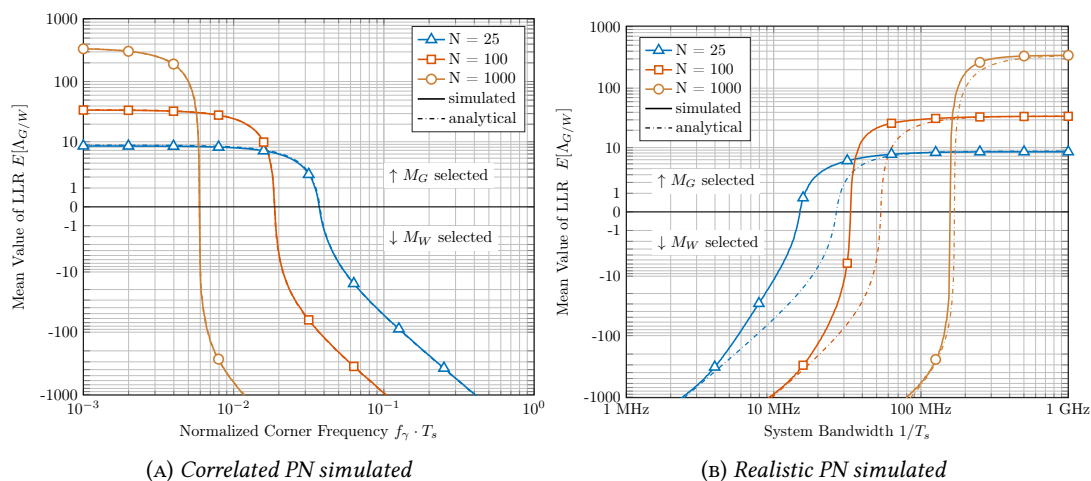 1000
100
10
1
0
-1
-10
-100
-1000
Mean Value of LLR E[Λ_{G/W}]
N = 25
N = 100
N = 1000
simulated
analytical
↑ M_G selected
↓ M_W selected
10^{-3}
10^{-2}
10^{-1}
10^0
Normalized Corner Frequency f_γ · T_s
(A) Correlated PN simulated
1000
100
10
1
0
-1
-10
-100
-1000
Mean Value of LLR E[Λ_{G/W}]
N = 25
N = 100
N = 1000
simulated
analytical
↑ M_G selected
↓ M_W selected
1 MHz
10 MHz
100 MHz
1 GHz
System Bandwidth 1/T_s
(B) Realistic PN simulated